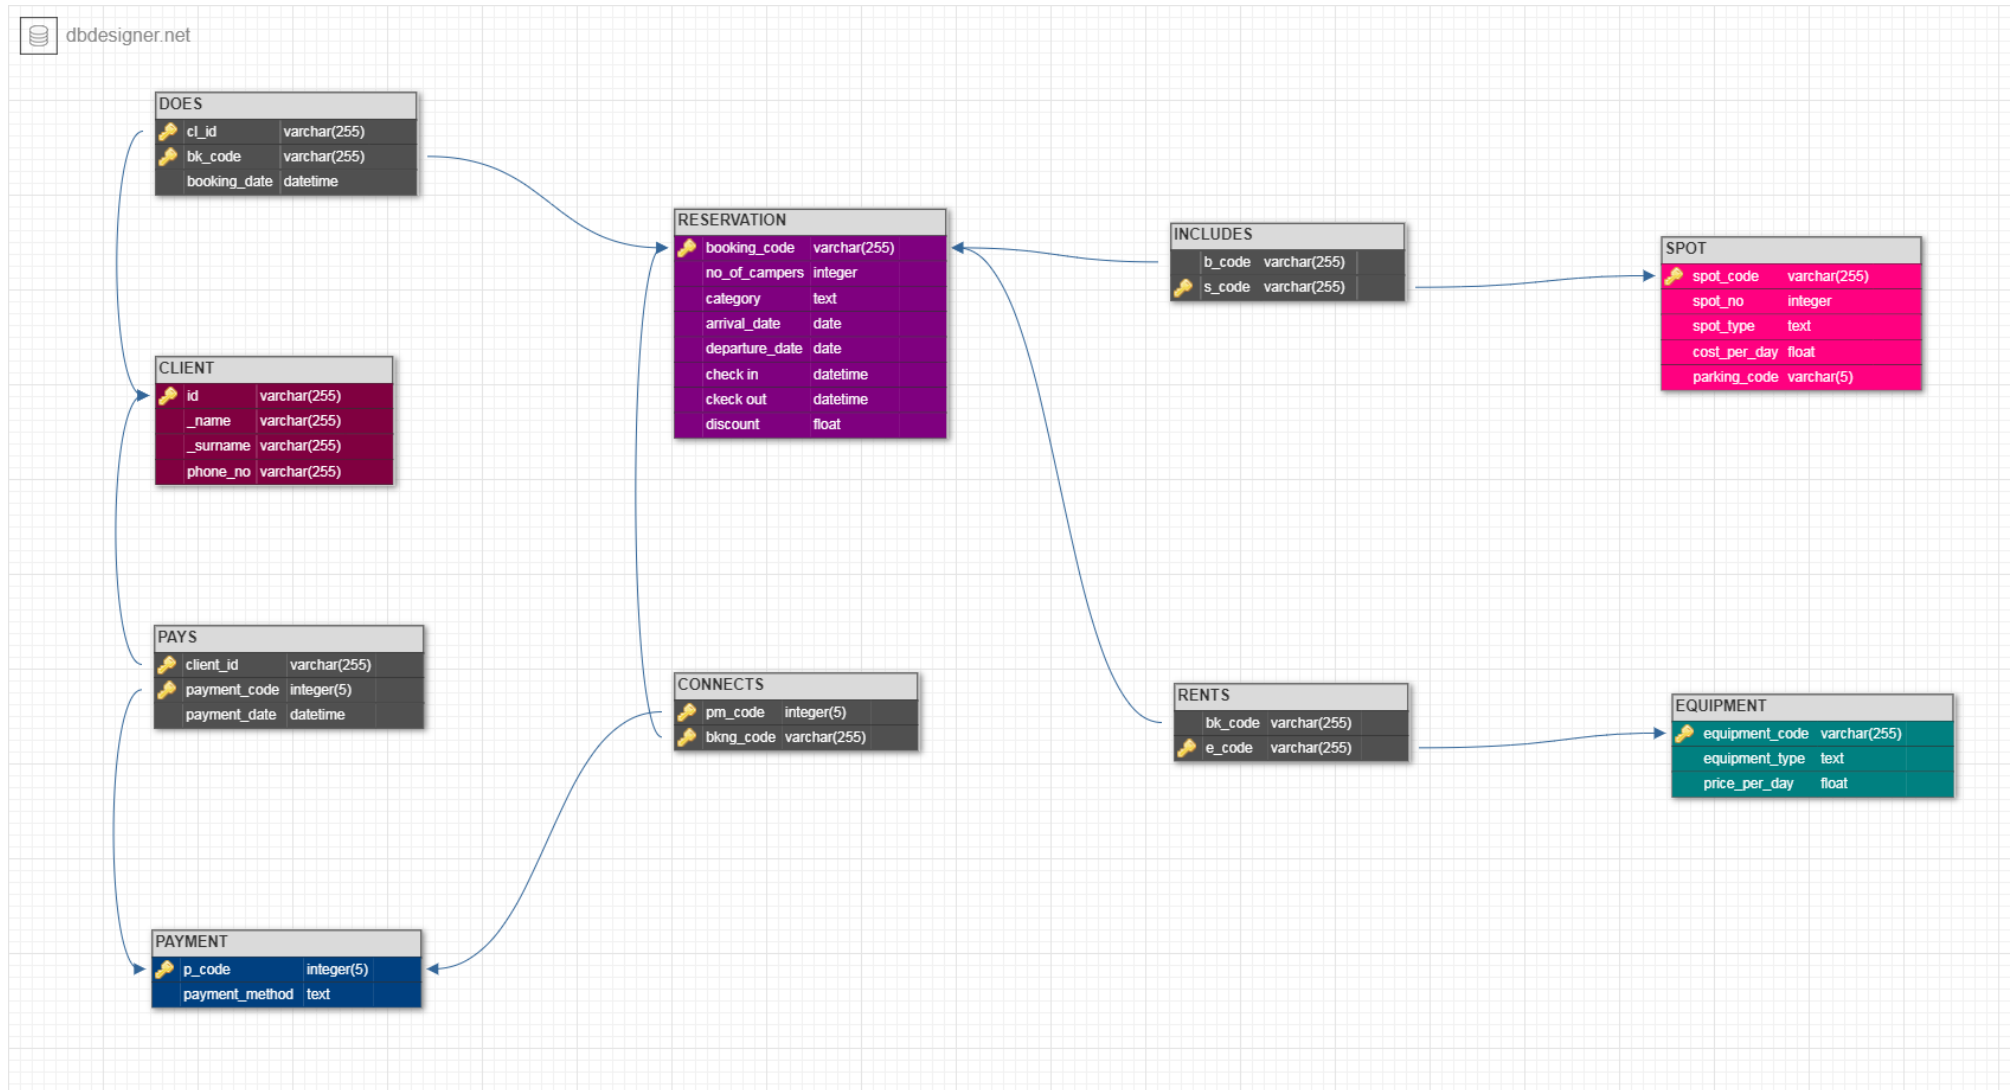 dbdesigner.net
DOES
cl_id varchar(255)
bk_code varchar(255)
booking_date datetime
CLIENT
id varchar(255)
_name varchar(255)
_surname varchar(255)
phone_no varchar(255)
PAYS
client_id varchar(255)
payment_code integer(5)
payment_date datetime
PAYMENT
p_code integer(5)
payment_method text
RESERVATION
booking_code varchar(255)
no_of_campers integer
category text
arrival_date date
departure_date date
check in datetime
ckeck out datetime
discount float
CONNECTS
pm_code integer(5)
bkng_code varchar(255)
INCLUDES
b_code varchar(255)
s_code varchar(255)
RENTS
bk_code varchar(255)
e_code varchar(255)
SPOT
spot_code varchar(255)
spot_no integer
spot_type text
cost_per_day float
parking_code varchar(5)
EQUIPMENT
equipment_code varchar(255)
equipment_type text
price_per_day float